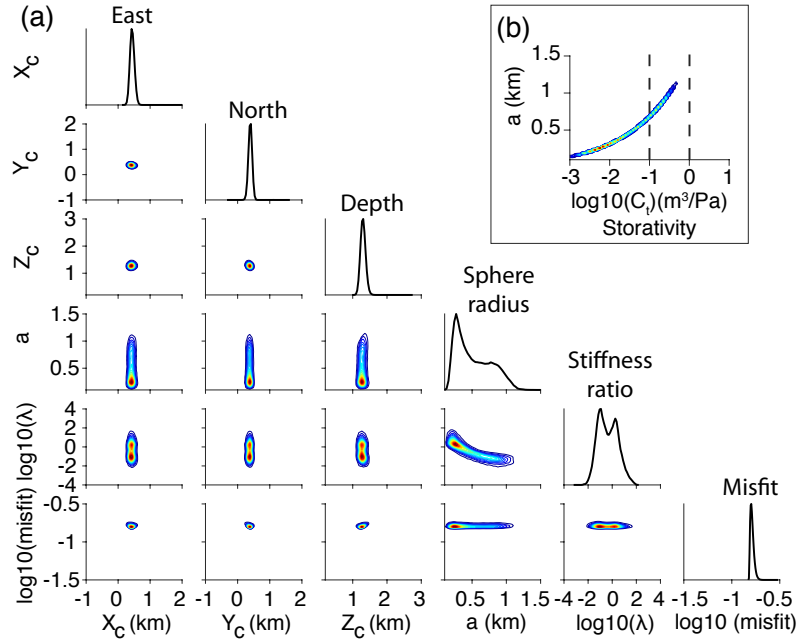 (a)
East
X_c
North
Y_c
2
1
0
-1
Depth
Z_c
3
2
1
Sphere
radius
a
1.5
1
0.5
Stiffness
ratio
log10(λ)
4
2
0
-2
-4
Misfit
log10(misfit)
-0.5
-1
-1.5
-1 0 1 2
X_c (km)
-1 0 1 2
Y_c (km)
1 2 3
Z_c (km)
0.5 1 1.5
a (km)
-4 -2 0 2 4
log10(λ)
-1.5 -1 -0.5
log10 (misfit)
(b)
a (km)
1.5
1
0.5
-3 -2 -1 0 1
log10(C_t)(m³/Pa)
Storativity